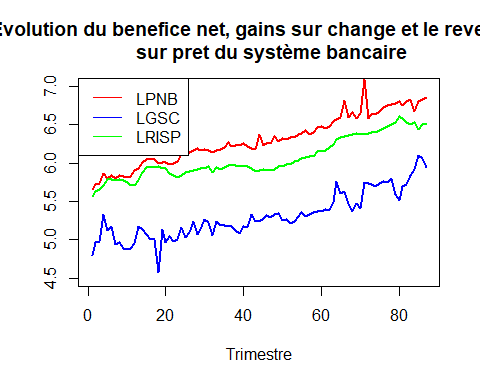 Evolution du benefice net, gains sur change et le reve
sur pret du système bancaire
LPNB
LGSC
LRISP
7.0
6.5
6.0
5.5
5.0
4.5
0 20 40 60 80
Trimestre